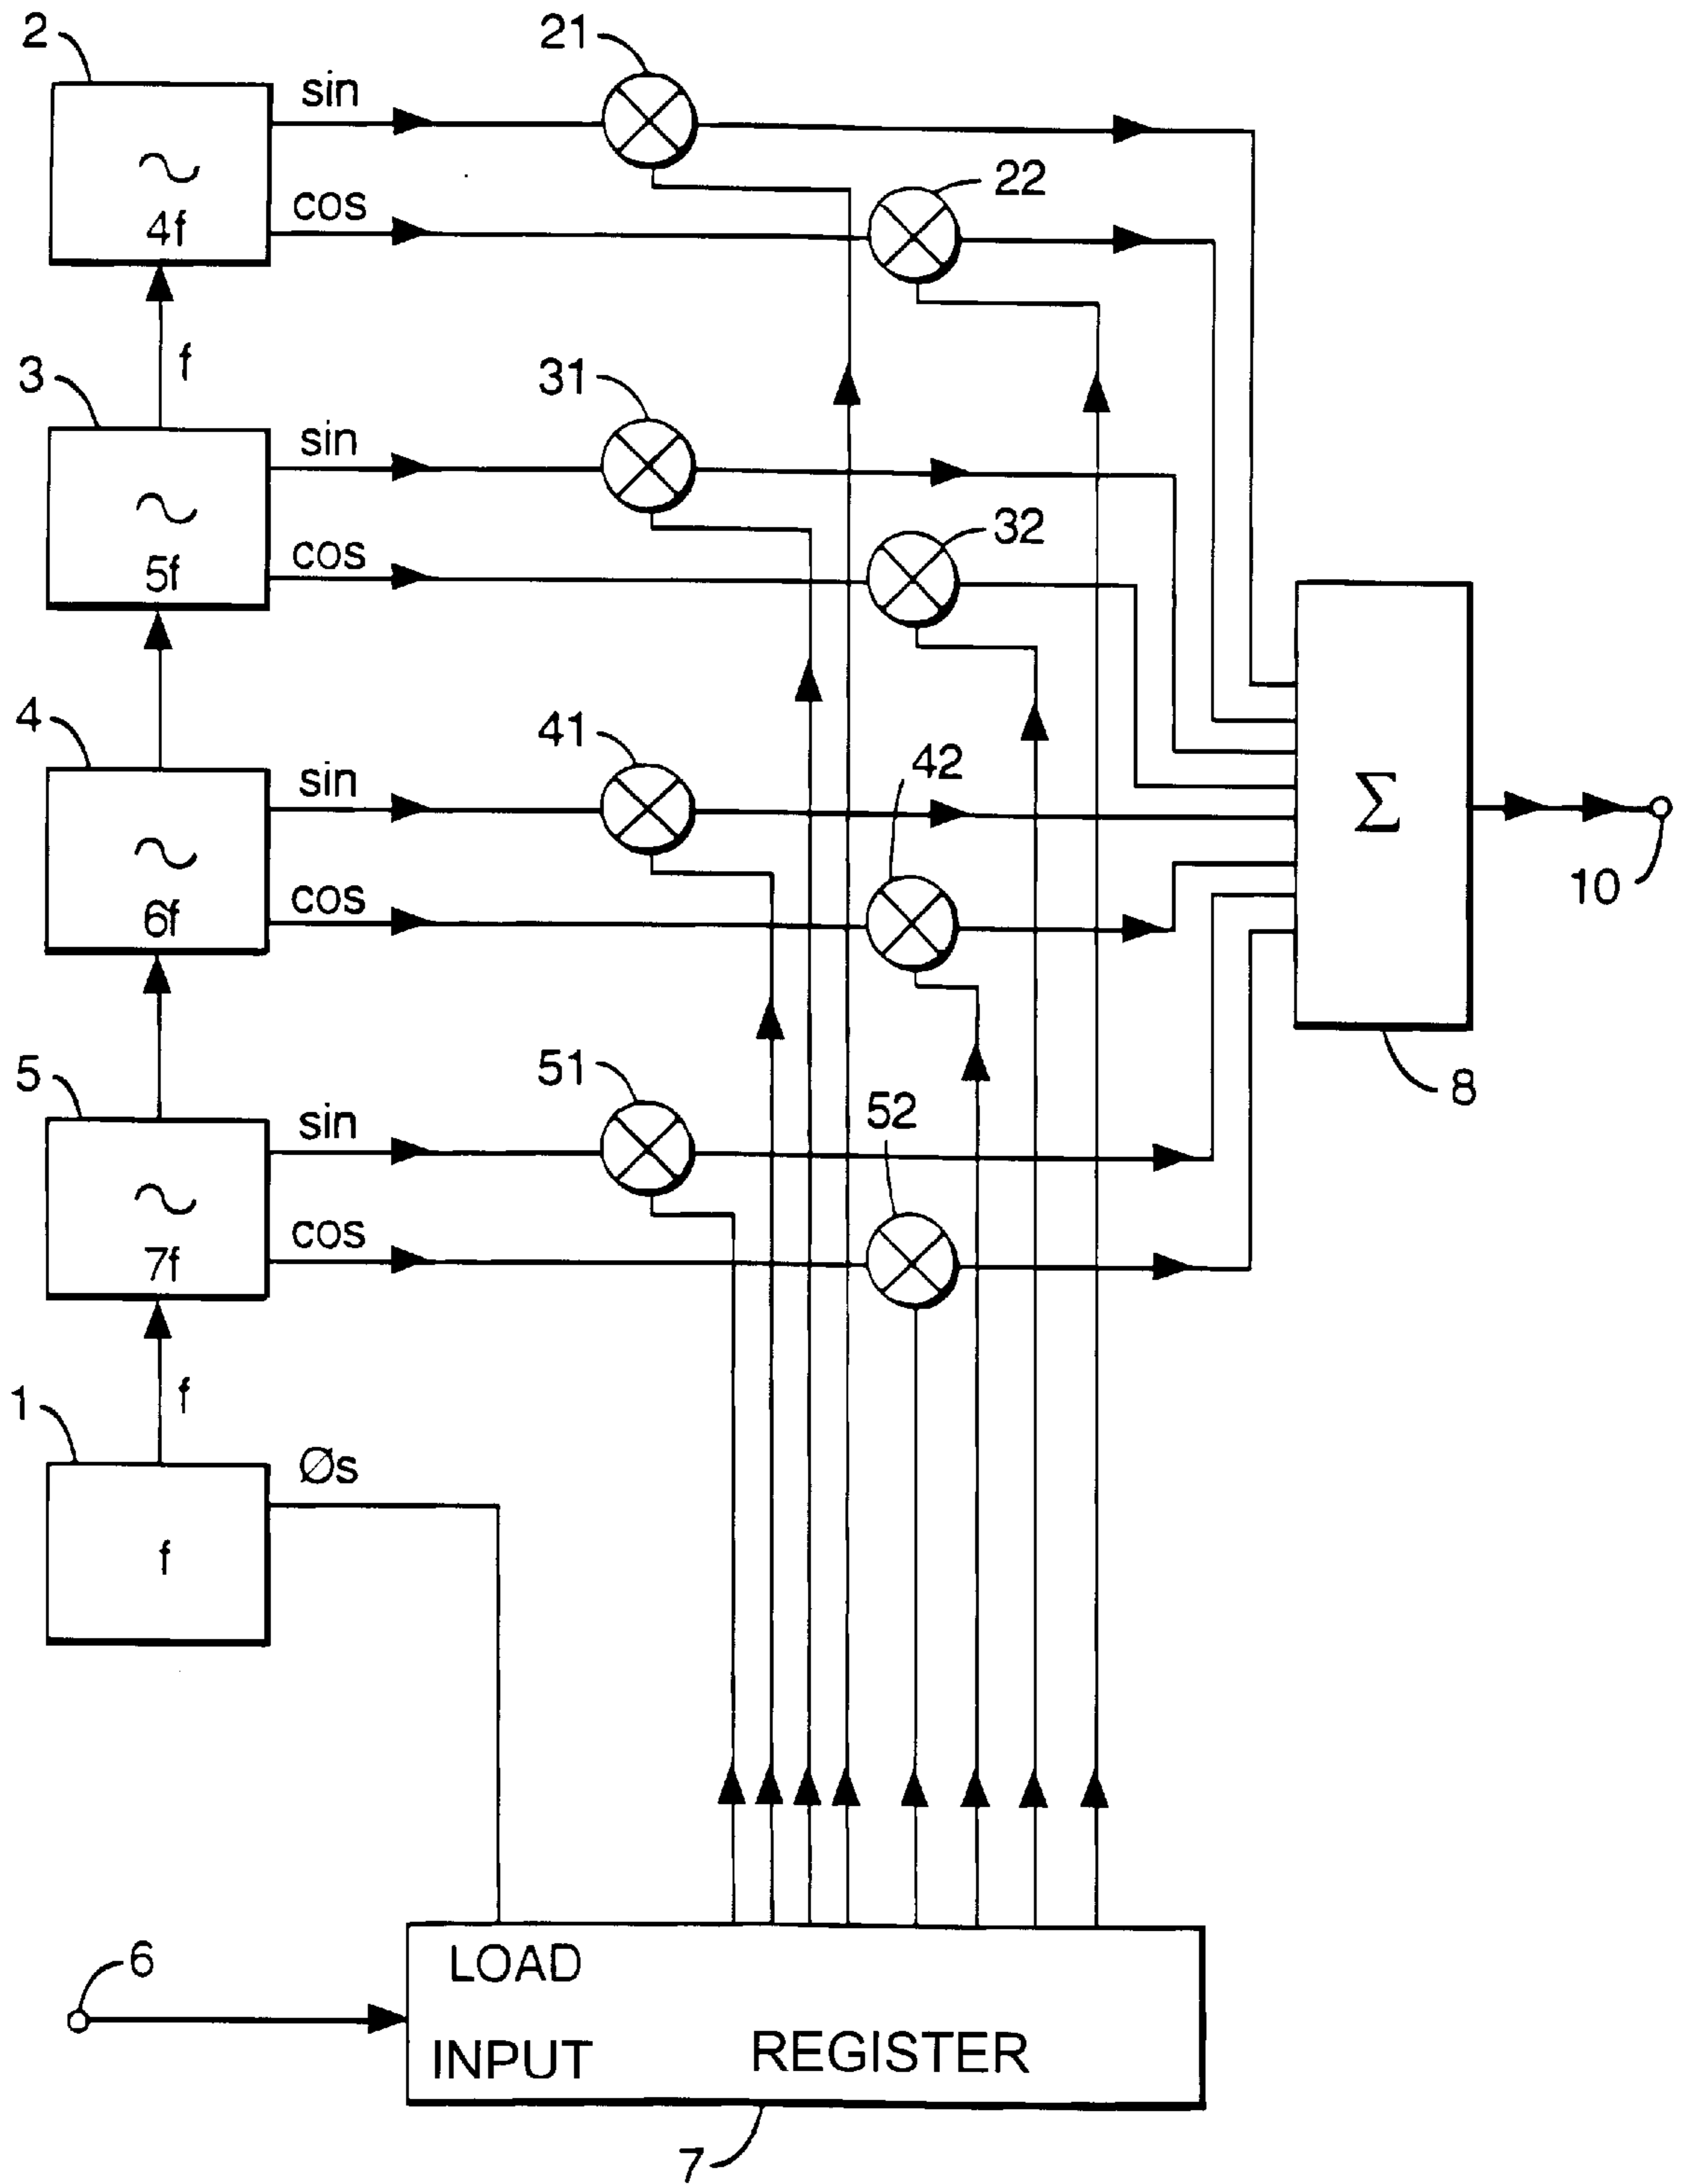 2
21
sin
22
cos
4f
f
3
31
sin
32
cos
5f
4
41
sin
42
Σ
cos
6f
10
5
51
8
sin
52
cos
7f
1
f
Øs
f
6
LOAD
INPUT REGISTER
7